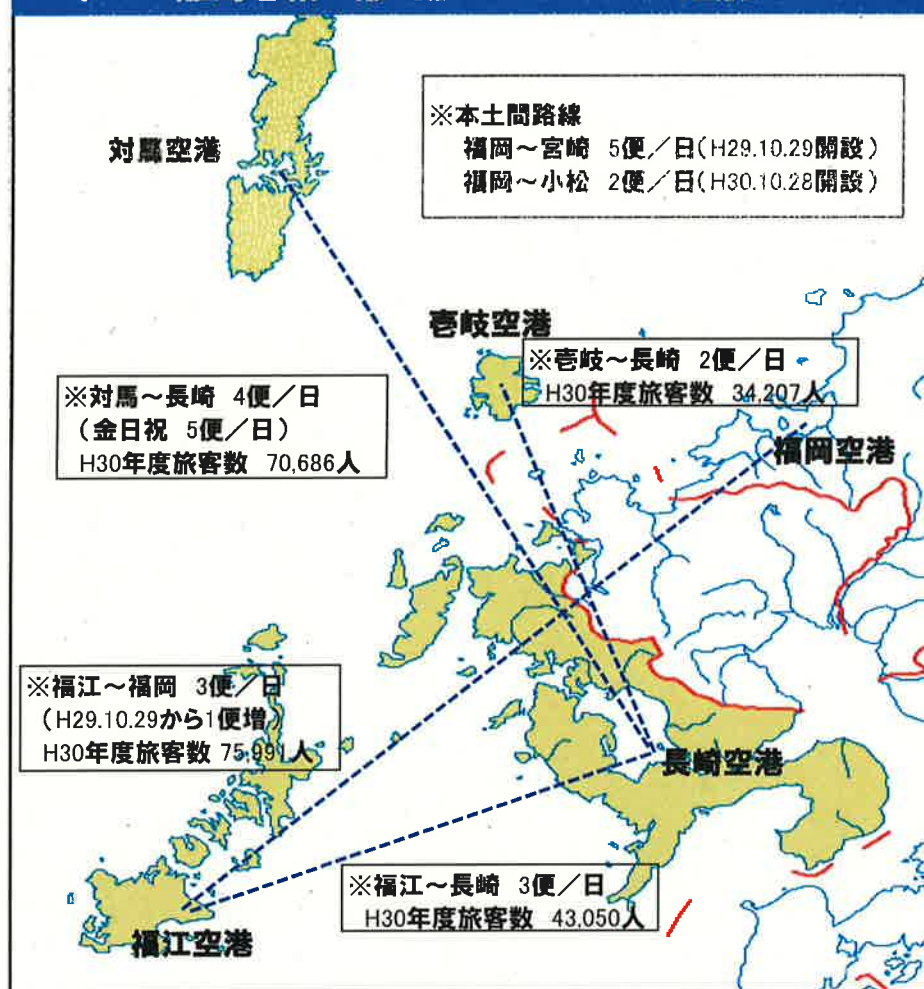 対馬空港
※本土間路線
福岡～宮崎 5便／日(H29.10.29開設)
福岡～小松 2便／日(H30.10.28開設)
壱岐空港
※壱岐～長崎 2便／日
H30年度旅客数 34,207人
※対馬～長崎 4便／日
(金日祝 5便／日)
H30年度旅客数 70,686人
福岡空港
※福江～福岡 3便／日
(H29.10.29から1便増)
H30年度旅客数 75,991人
長崎空港
※福江～長崎 3便／日
H30年度旅客数 43,050人
福江空港